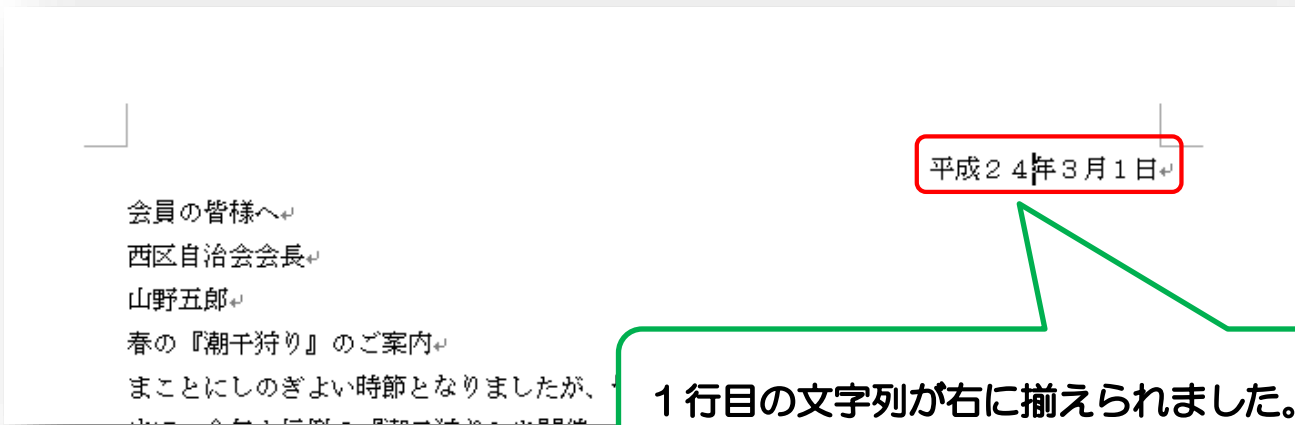 平成２４年３月１日
会員の皆様へ
西区自治会会長
山野五郎
春の『潮干狩り』のご案内
まことにしのぎよい時節となりましたが、
１行目の文字列が右に揃えられました。